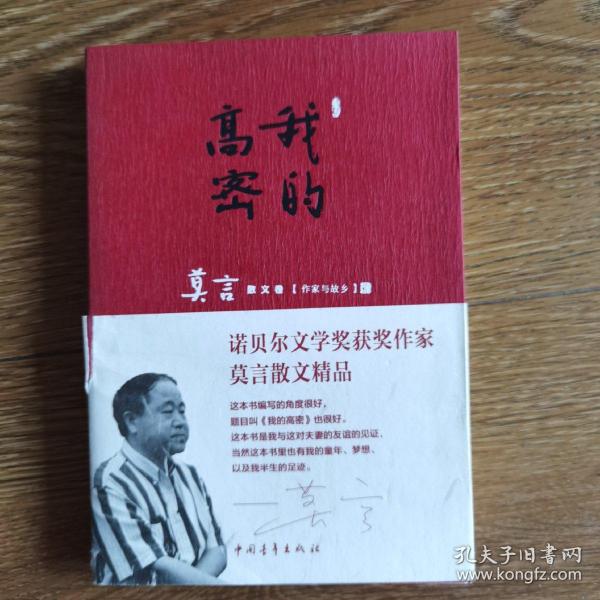 我的
高密
莫言 散文卷【作家与故乡】
诺贝尔文学奖获奖作家
莫言散文精品
这本书编写的角度很好，
题目叫《我的高密》也很好。
这本书是我与这对夫妻的友谊的见证，
当然这本书里也有我的童年、梦想、
以及我半生的足迹。
—莫言
中国青年出版社
孔夫子旧书网
www.kongfz.com